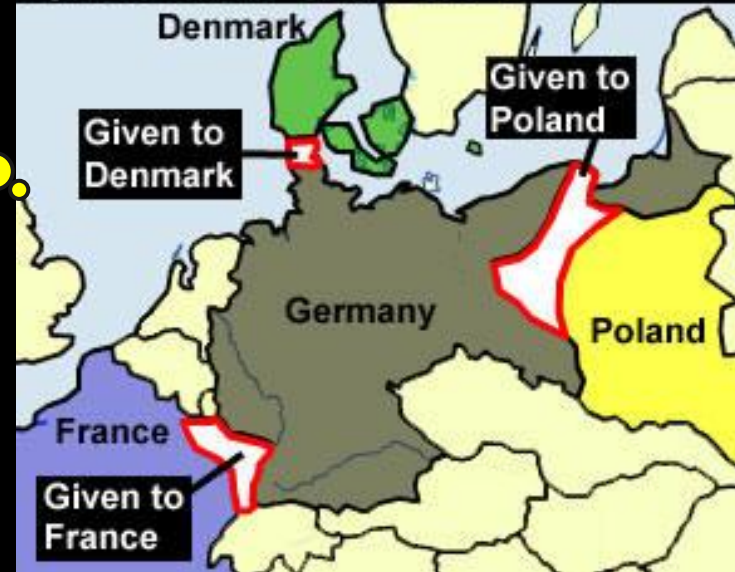 Denmark
Given to
Poland
Given to
Denmark
Germany
Poland
France
Given to
France